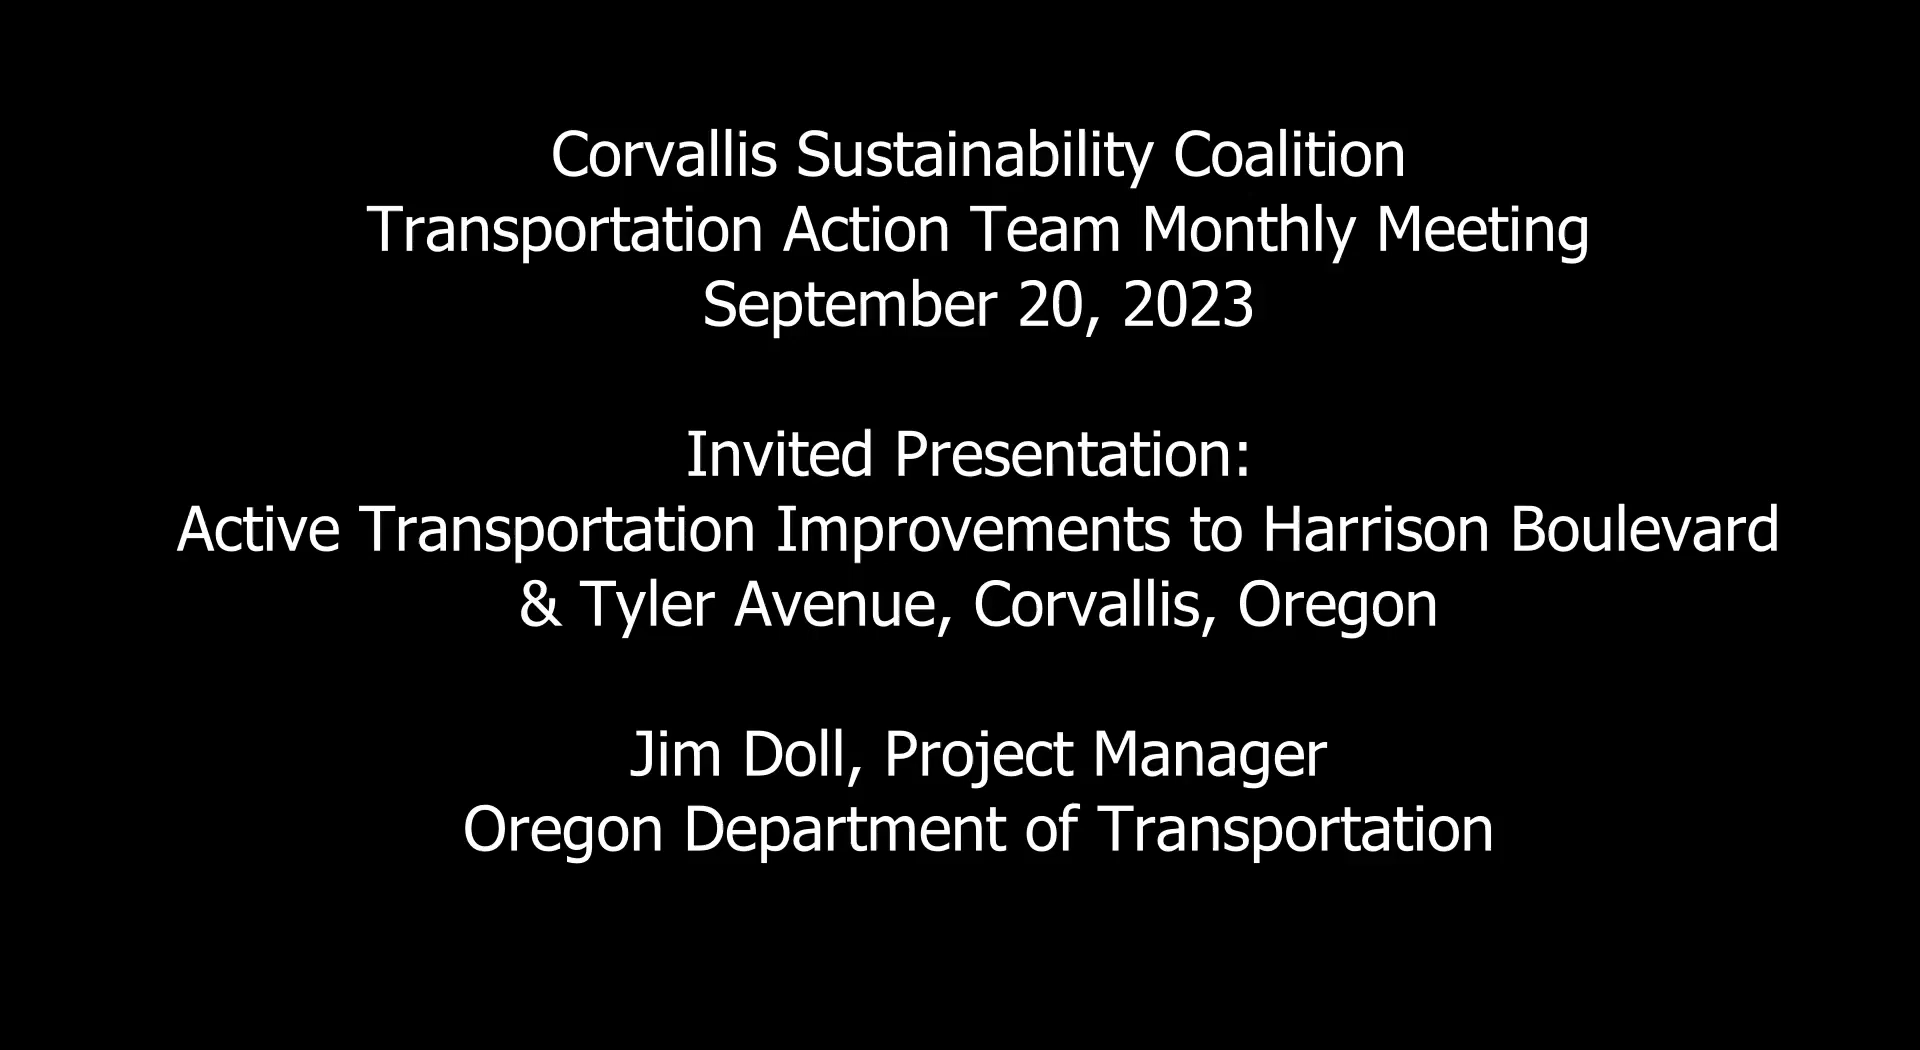 Corvallis Sustainability Coalition
Transportation Action Team Monthly Meeting
September 20, 2023
Invited Presentation:
Active Transportation Improvements to Harrison Boulevard
& Tyler Avenue, Corvallis, Oregon
Jim Doll, Project Manager
Oregon Department of Transportation